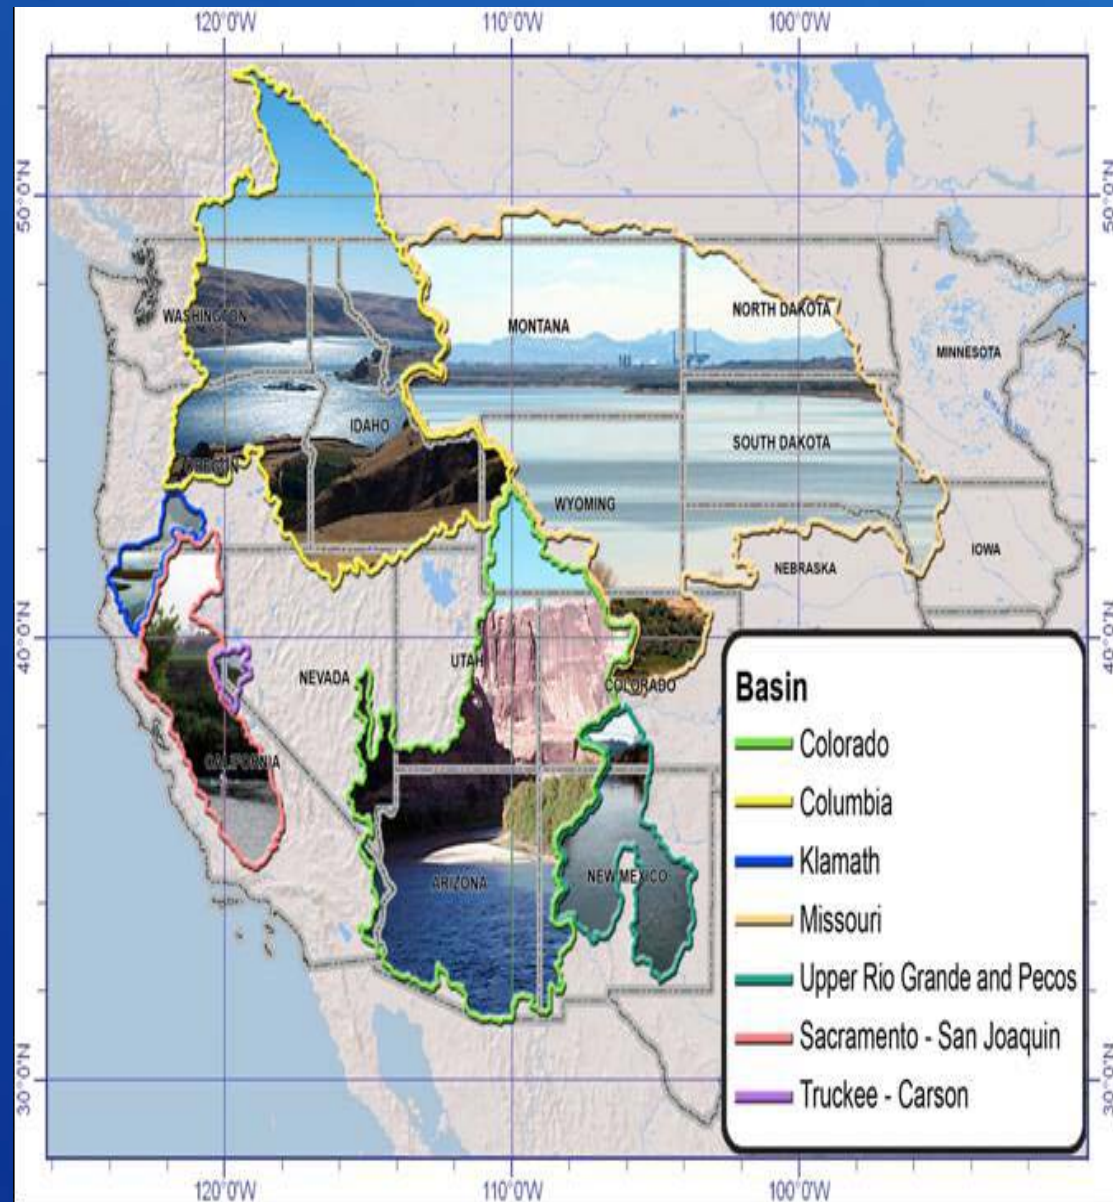 120°0'W
110°0'W
100°0'W
50°0'N
50°0'N
WASHINGTON
MONTANA
NORTH DAKOTA
MINNESOTA
IDAHO
SOUTH DAKOTA
OREGON
WYOMING
IOWA
NEBRASKA
40°0'N
40°0'N
UTAH
NEVADA
COLORADO
CALIFORNIA
ARIZONA
NEW MEXICO
Basin
Colorado
Columbia
Klamath
Missouri
Upper Rio Grande and Pecos
Sacramento - San Joaquin
Truckee - Carson
30°0'N
30°0'N
120°0'W
110°0'W
100°0'W